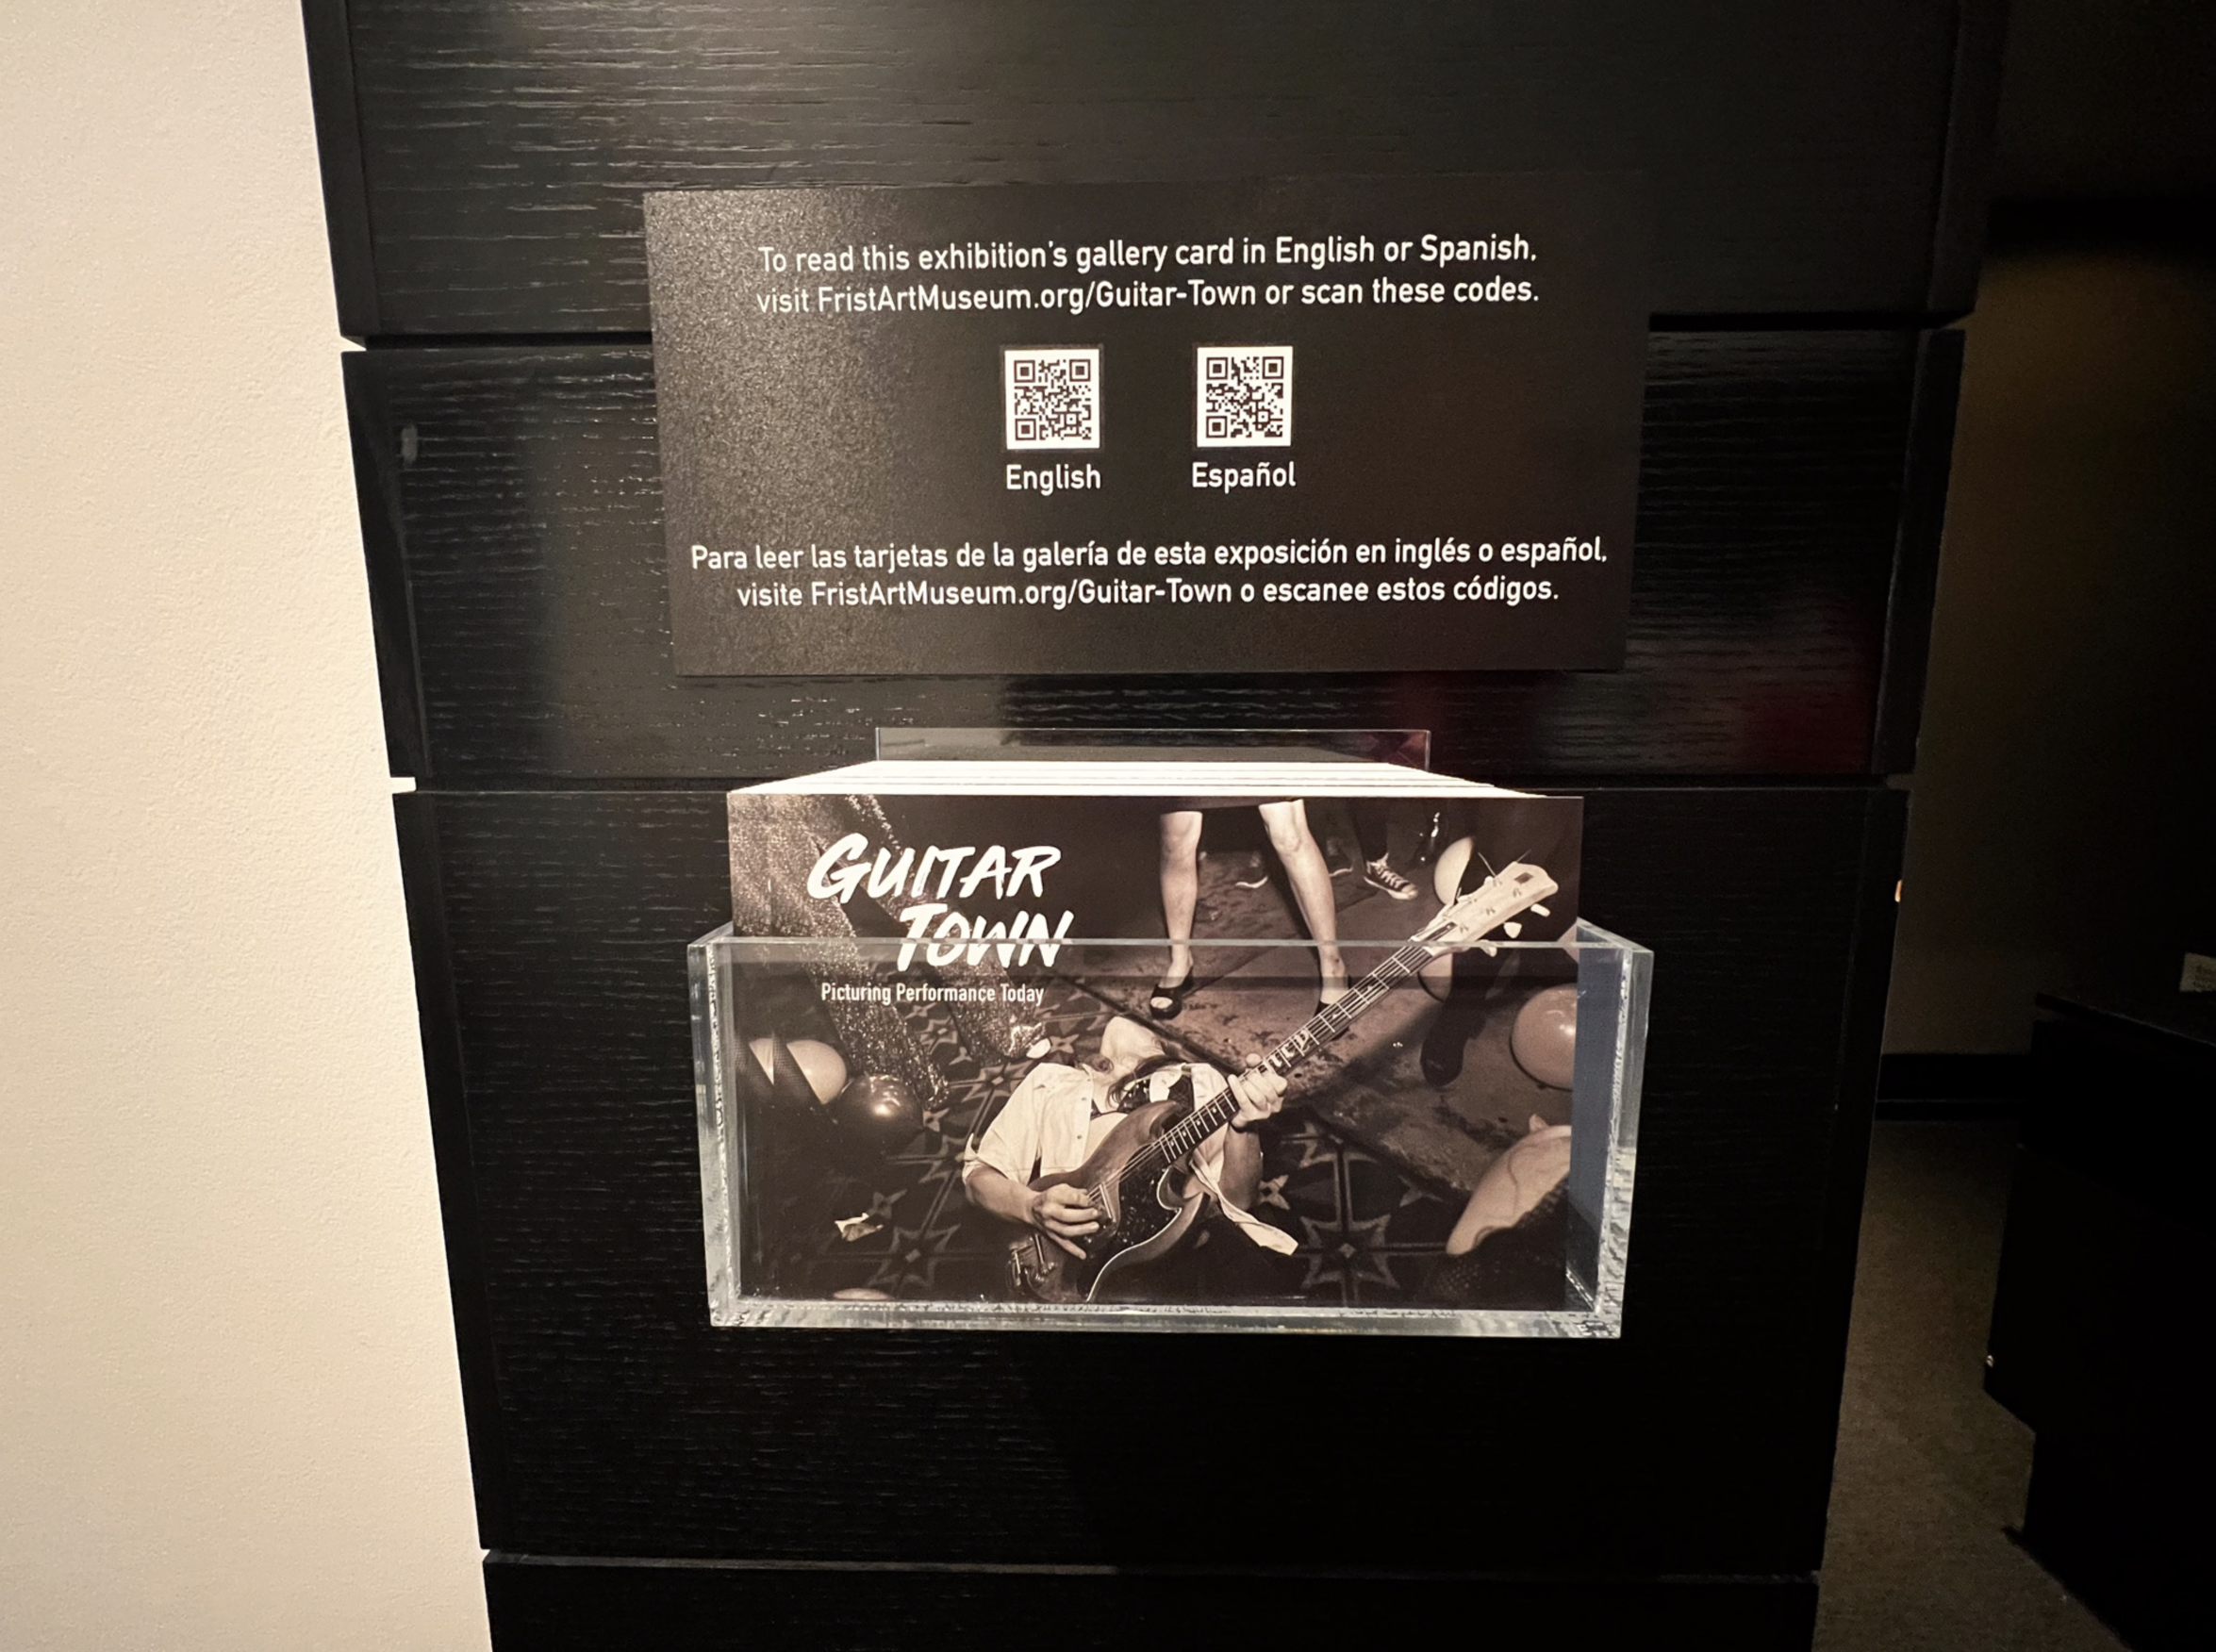 To read this exhibition's gallery card in English or Spanish,
visit FristArtMuseum.org/Guitar-Town or scan these codes.
English
Español
Para leer las tarjetas de la galería de esta exposición en inglés o español,
visite FristArtMuseum.org/Guitar-Town o escanee estos códigos.
GUITAR
TOWN
Picturing Performance Today